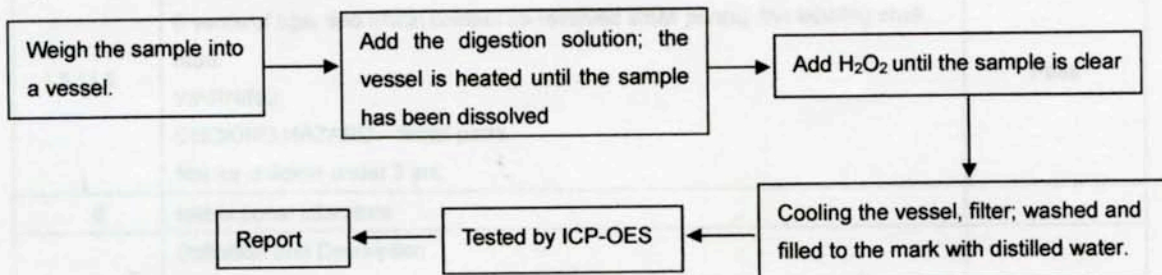 Weigh the sample into
a vessel.
Add the digestion solution; the
vessel is heated until the sample
has been dissolved
Add H₂O₂ until the sample is clear
Cooling the vessel, filter; washed and
filled to the mark with distilled water.
Tested by ICP-OES
Report